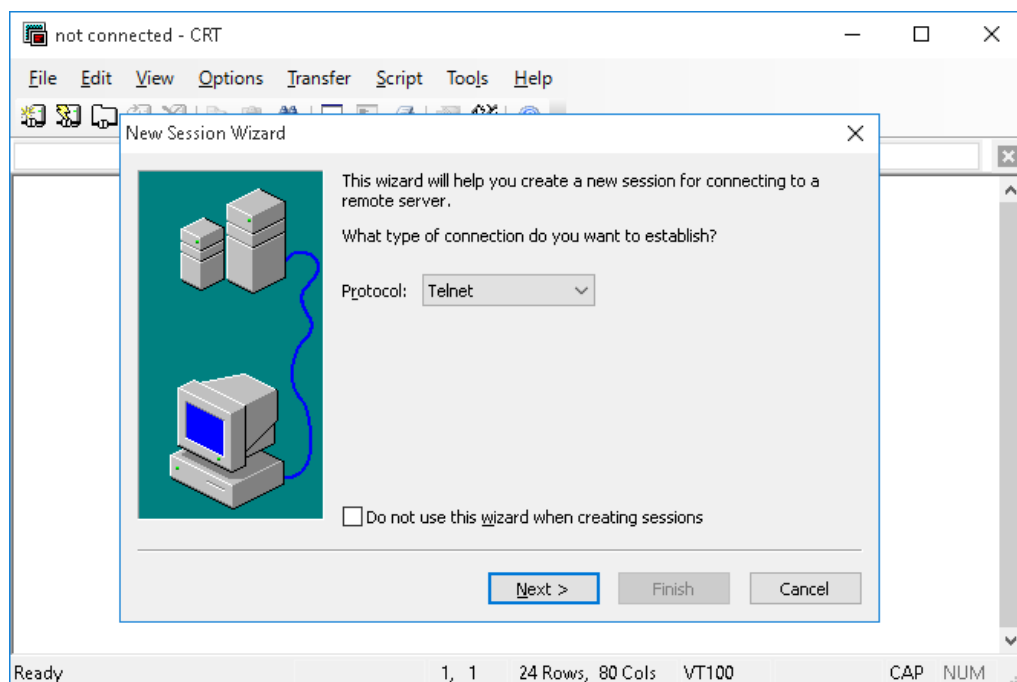 not connected - CRT
File Edit View Options Transfer Script Tools Help
New Session Wizard
This wizard will help you create a new session for connecting to a
remote server.
What type of connection do you want to establish?
Protocol: Telnet
Do not use this wizard when creating sessions
Next > Finish Cancel
Ready 1, 1 24 Rows, 80 Cols VT100 CAP NUM